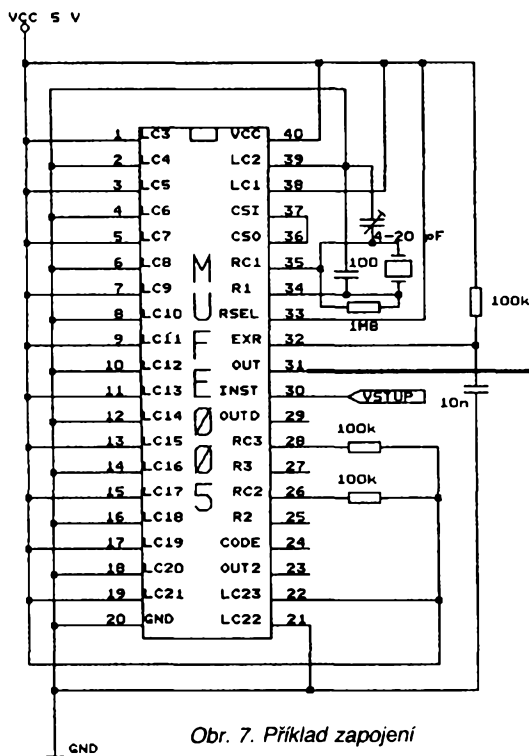 VCC 5 V
1 LC3 VCC 40
2 LC4 LC2 39
3 LC5 LC1 38
4 LC6 CSI 37
5 LC7 CSO 36
4-20 pF
6 LC8 RC1 35
100
7 LC9 R1 34
8 LC10 RSEL 33
1M8
100k
9 LC11 EXR 32
10 LC12 OUT 31
11 LC13 INST 30
VSTUP
10n
12 LC14 OUTD 29
13 LC15 RC3 28
100k
14 LC16 R3 27
15 LC17 RC2 26
100k
16 LC18 R2 25
17 LC19 CODE 24
18 LC20 OUT2 23
19 LC21 LC23 22
20 GND LC22 21
MUFE005
Obr. 7. Příklad zapojení
GND